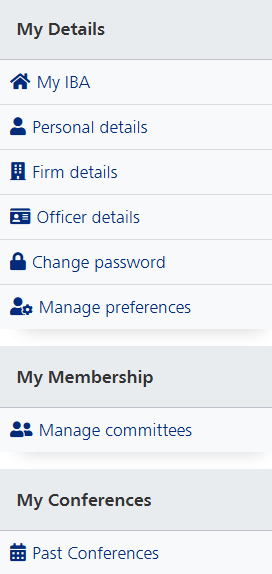 My Details
My IBA
Personal details
Firm details
Officer details
Change password
Manage preferences
My Membership
Manage committees
My Conferences
Past Conferences